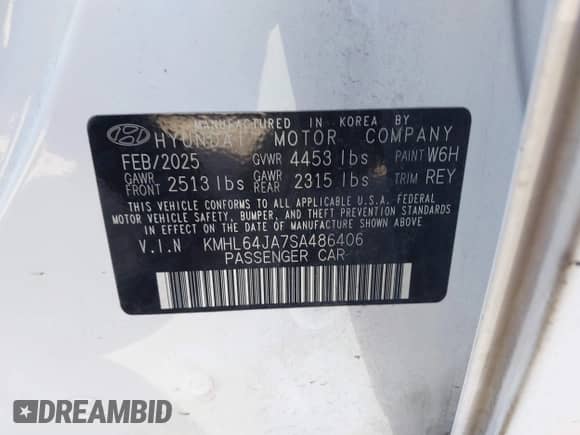 MANUFACTURED IN KOREA BY
HYUNDAI MOTOR COMPANY
FEB/2025 GVWR 4453 lbs PAINT W6H
GAWR FRONT 2513 lbs GAWR REAR 2315 lbs TRIM REY
THIS VEHICLE CONFORMS TO ALL APPLICABLE U.S.A. FEDERAL
MOTOR VEHICLE SAFETY, BUMPER, AND THEFT PREVENTION STANDARDS
IN EFFECT ON THE DATE OF MANUFACTURE SHOWN ABOVE
V.I.N KMHL64JA7SA486406
PASSENGER CAR
DREAMBID